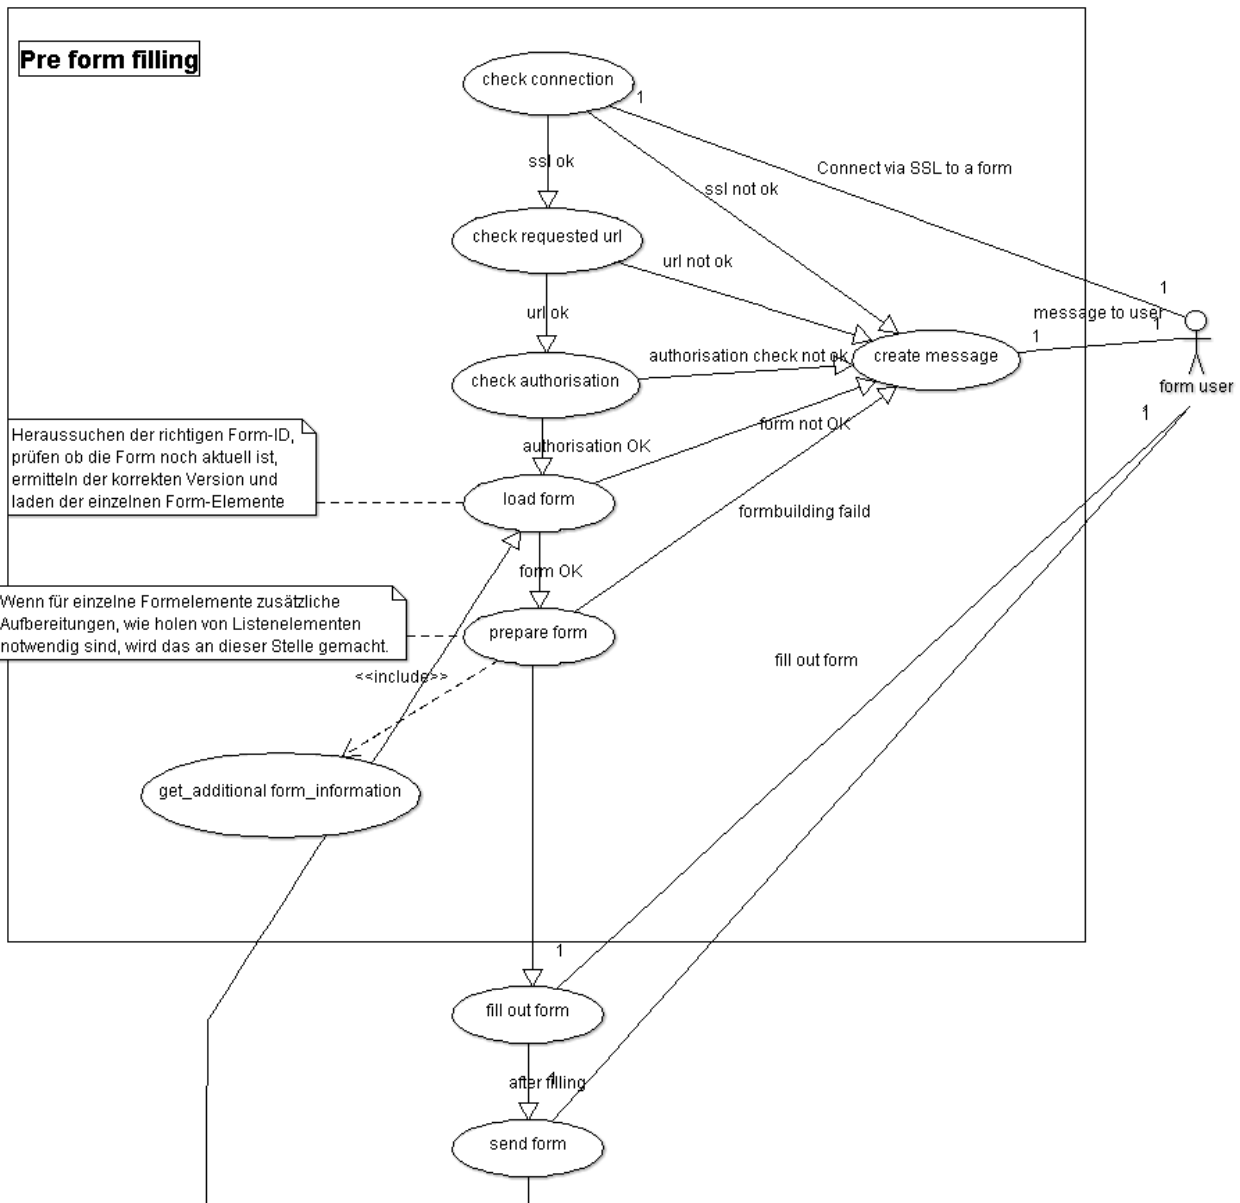 Pre form filling
check connection
1
ssl ok
Connect via SSL to a form
ssl not ok
check requested url
url not ok
1
url ok
message to user
1
1
authorisation check not ok
create message
check authorisation
form user
1
Heraussuchen der richtigen Form-ID,
prüfen ob die Form noch aktuell ist,
ermitteln der korrekten Version und
laden der einzelnen Form-Elemente
form not OK
authorisation OK
load form
formbuilding faild
form OK
Wenn für einzelne Formelemente zusätzliche
Aufbereitungen, wie holen von Listenelementen
notwendig sind, wird das an dieser Stelle gemacht.
prepare form
fill out form
<<include>>
get_additional form_information
1
fill out form
after filling
1
send form